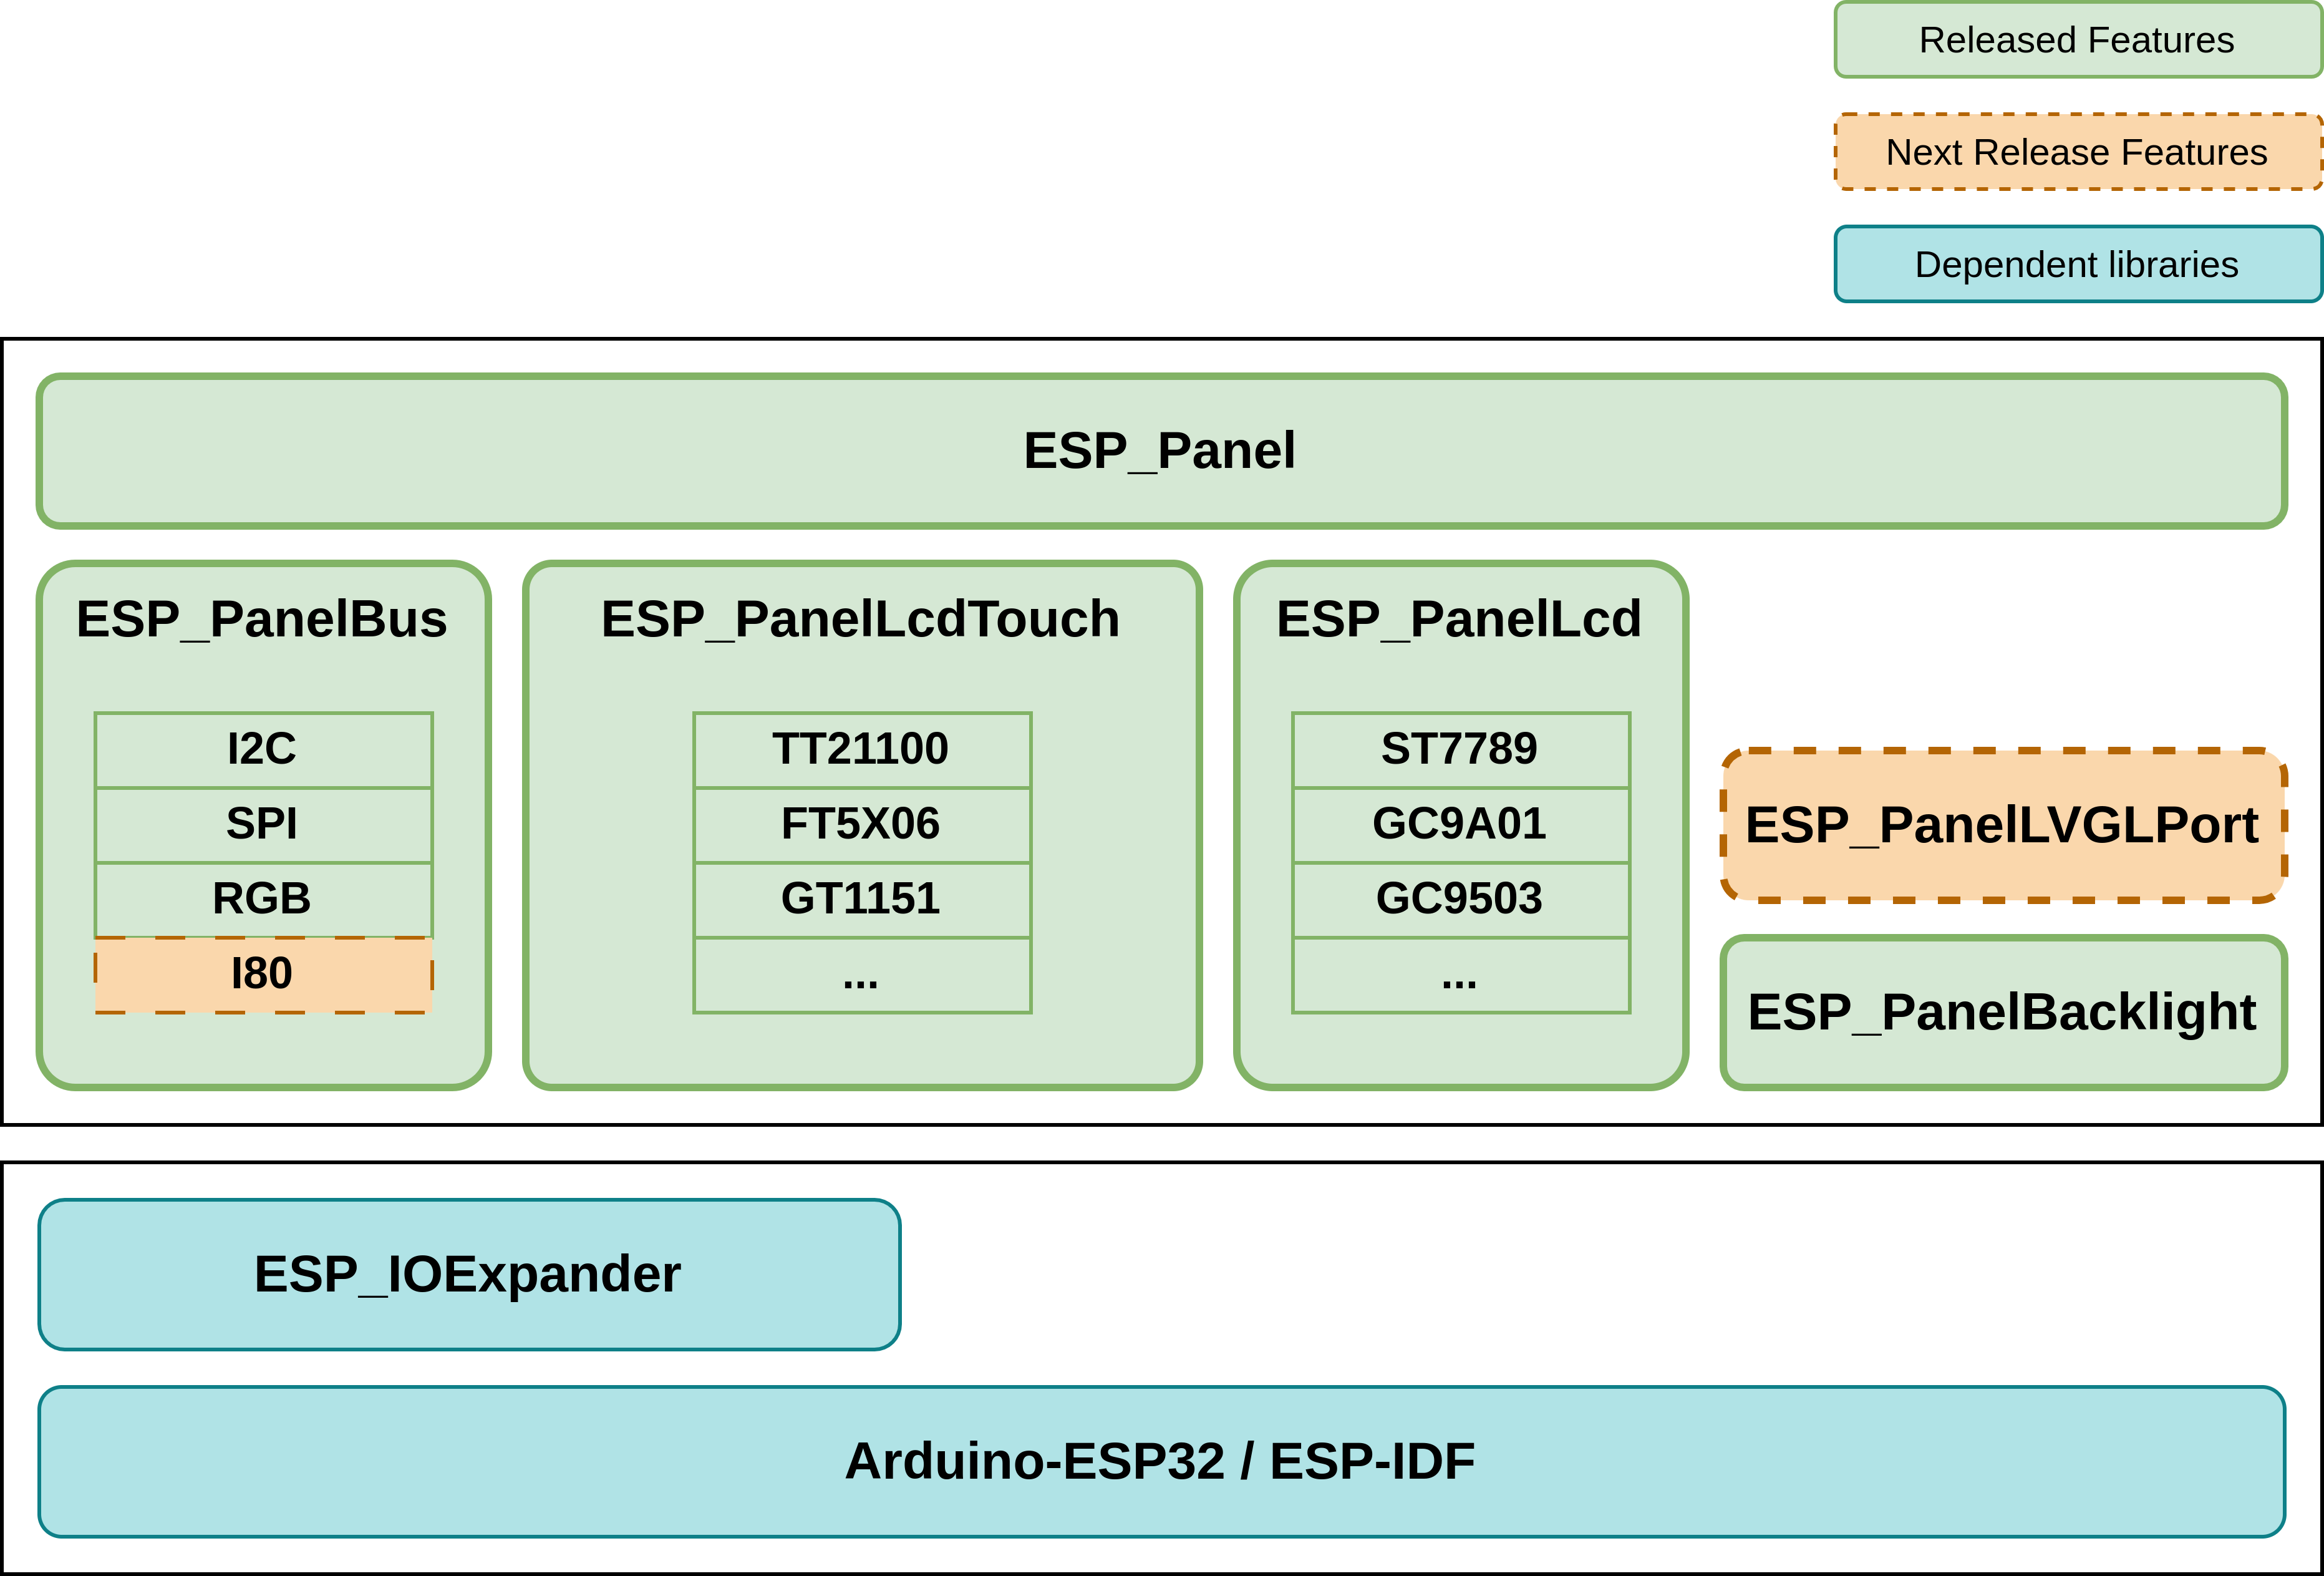 Released Features
Next Release Features
Dependent libraries
ESP_Panel
ESP_PanelBus
I2C
SPI
RGB
I80
ESP_PanelLcdTouch
TT21100
FT5X06
GT1151
...
ESP_PanelLcd
ST7789
GC9A01
GC9503
...
ESP_PanelLVGLPort
ESP_PanelBacklight
ESP_IOExpander
Arduino-ESP32 / ESP-IDF